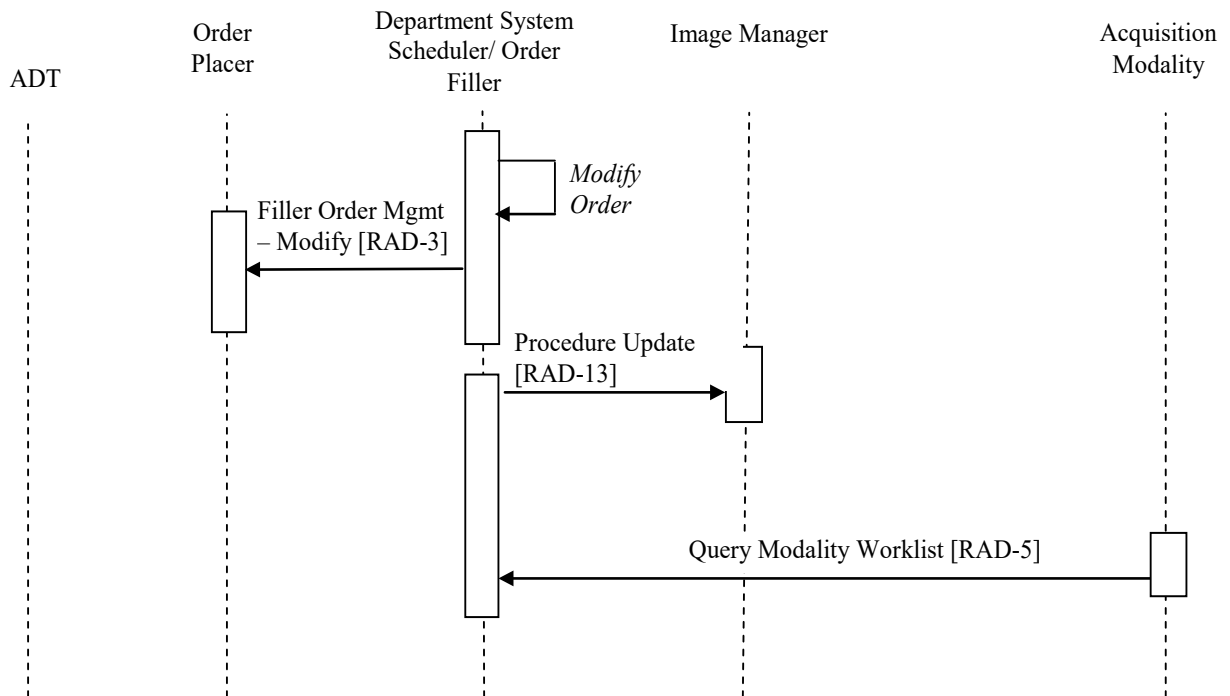 ADT
Order
Placer
Department System
Scheduler/ Order
Filler
Image Manager
Acquisition
Modality
Modify
Order
Filler Order Mgmt
– Modify [RAD-3]
Procedure Update
[RAD-13]
Query Modality Worklist [RAD-5]